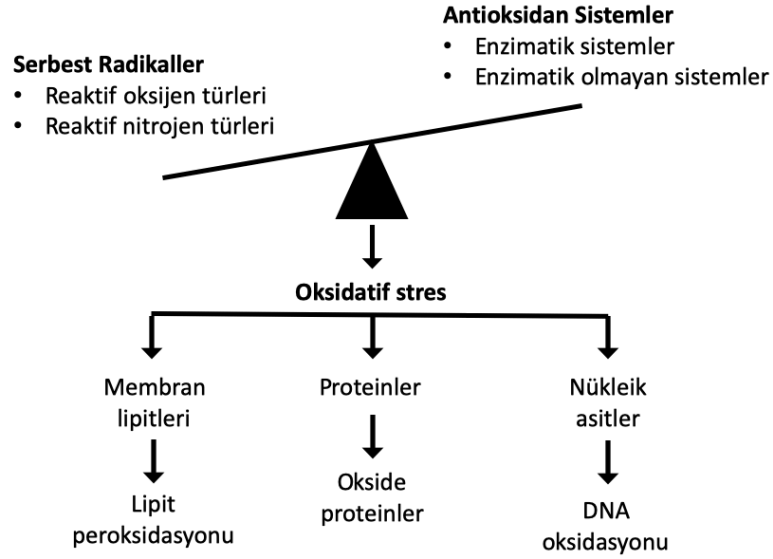 Antioksidan Sistemler
• Enzimatik sistemler
• Enzimatik olmayan sistemler
Serbest Radikaller
• Reaktif oksijen türleri
• Reaktif nitrojen türleri
Oksidatif stres
Membran
lipitleri
Proteinler
Nükleik
asitler
Lipit
peroksidasyonu
Okside
proteinler
DNA
oksidasyonu